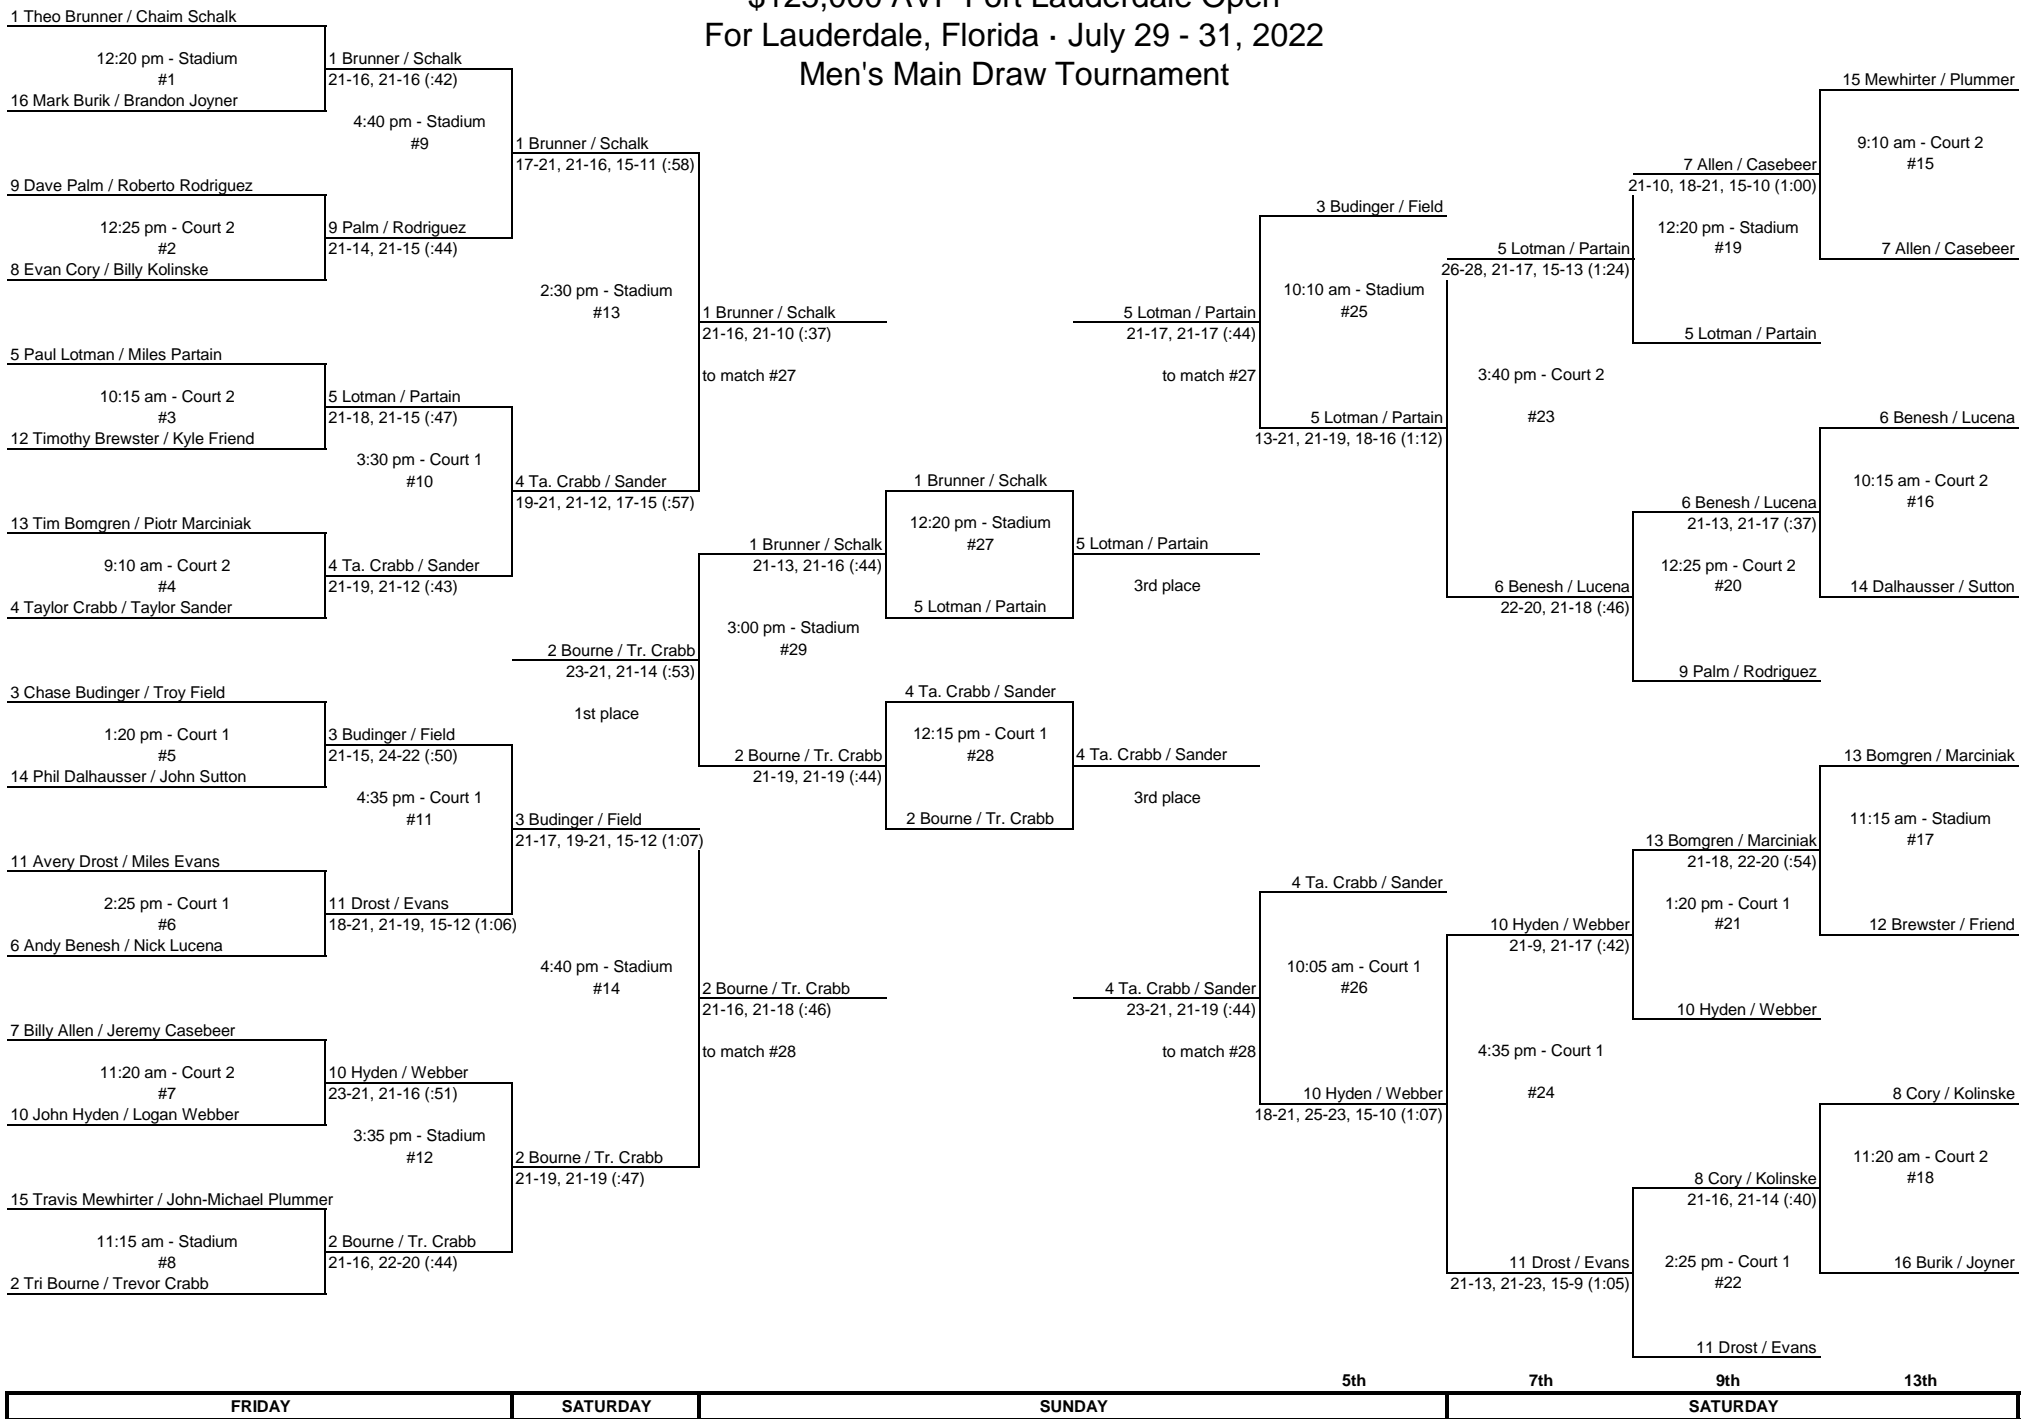 $125,000 AVP Fort Lauderdale Open
For Lauderdale, Florida · July 29 - 31, 2022
Men's Main Draw Tournament
1 Theo Brunner / Chaim Schalk
12:20 pm - Stadium
#1
16 Mark Burik / Brandon Joyner
9 Dave Palm / Roberto Rodriguez
12:25 pm - Court 2
#2
8 Evan Cory / Billy Kolinske
5 Paul Lotman / Miles Partain
10:15 am - Court 2
#3
12 Timothy Brewster / Kyle Friend
13 Tim Bomgren / Piotr Marciniak
9:10 am - Court 2
#4
4 Taylor Crabb / Taylor Sander
3 Chase Budinger / Troy Field
1:20 pm - Court 1
#5
14 Phil Dalhausser / John Sutton
11 Avery Drost / Miles Evans
2:25 pm - Court 1
#6
6 Andy Benesh / Nick Lucena
7 Billy Allen / Jeremy Casebeer
11:20 am - Court 2
#7
10 John Hyden / Logan Webber
15 Travis Mewhirter / John-Michael Plummer
11:15 am - Stadium
#8
2 Tri Bourne / Trevor Crabb
1 Brunner / Schalk
21-16, 21-16 (:42)
4:40 pm - Stadium
#9
9 Palm / Rodriguez
21-14, 21-15 (:44)
5 Lotman / Partain
21-18, 21-15 (:47)
3:30 pm - Court 1
#10
4 Ta. Crabb / Sander
21-19, 21-12 (:43)
3 Budinger / Field
21-15, 24-22 (:50)
4:35 pm - Court 1
#11
11 Drost / Evans
18-21, 21-19, 15-12 (1:06)
10 Hyden / Webber
23-21, 21-16 (:51)
3:35 pm - Stadium
#12
2 Bourne / Tr. Crabb
21-16, 22-20 (:44)
1 Brunner / Schalk
17-21, 21-16, 15-11 (:58)
2:30 pm - Stadium
#13
4 Ta. Crabb / Sander
19-21, 21-12, 17-15 (:57)
2 Bourne / Tr. Crabb
23-21, 21-14 (:53)
1st place
3 Budinger / Field
21-17, 19-21, 15-12 (1:07)
4:40 pm - Stadium
#14
2 Bourne / Tr. Crabb
21-19, 21-19 (:47)
1 Brunner / Schalk
21-16, 21-10 (:37)
to match #27
1 Brunner / Schalk
21-13, 21-16 (:44)
3:00 pm - Stadium
#29
2 Bourne / Tr. Crabb
21-19, 21-19 (:44)
2 Bourne / Tr. Crabb
21-16, 21-18 (:46)
to match #28
1 Brunner / Schalk
12:20 pm - Stadium
#27
5 Lotman / Partain
4 Ta. Crabb / Sander
12:15 pm - Court 1
#28
2 Bourne / Tr. Crabb
5 Lotman / Partain
21-17, 21-17 (:44)
to match #27
5 Lotman / Partain
3rd place
4 Ta. Crabb / Sander
3rd place
4 Ta. Crabb / Sander
23-21, 21-19 (:44)
to match #28
3 Budinger / Field
10:10 am - Stadium
#25
5 Lotman / Partain
13-21, 21-19, 18-16 (1:12)
4 Ta. Crabb / Sander
10:05 am - Court 1
#26
10 Hyden / Webber
18-21, 25-23, 15-10 (1:07)
5 Lotman / Partain
26-28, 21-17, 15-13 (1:24)
3:40 pm - Court 2
#23
6 Benesh / Lucena
22-20, 21-18 (:46)
10 Hyden / Webber
21-9, 21-17 (:42)
4:35 pm - Court 1
#24
11 Drost / Evans
21-13, 21-23, 15-9 (1:05)
7 Allen / Casebeer
21-10, 18-21, 15-10 (1:00)
12:20 pm - Stadium
#19
5 Lotman / Partain
6 Benesh / Lucena
21-13, 21-17 (:37)
12:25 pm - Court 2
#20
9 Palm / Rodriguez
13 Bomgren / Marciniak
21-18, 22-20 (:54)
1:20 pm - Court 1
#21
10 Hyden / Webber
8 Cory / Kolinske
21-16, 21-14 (:40)
2:25 pm - Court 1
#22
11 Drost / Evans
15 Mewhirter / Plummer
9:10 am - Court 2
#15
7 Allen / Casebeer
6 Benesh / Lucena
10:15 am - Court 2
#16
14 Dalhausser / Sutton
13 Bomgren / Marciniak
11:15 am - Stadium
#17
12 Brewster / Friend
8 Cory / Kolinske
11:20 am - Court 2
#18
16 Burik / Joyner
5th 7th 9th 13th
FRIDAY SATURDAY SUNDAY SATURDAY